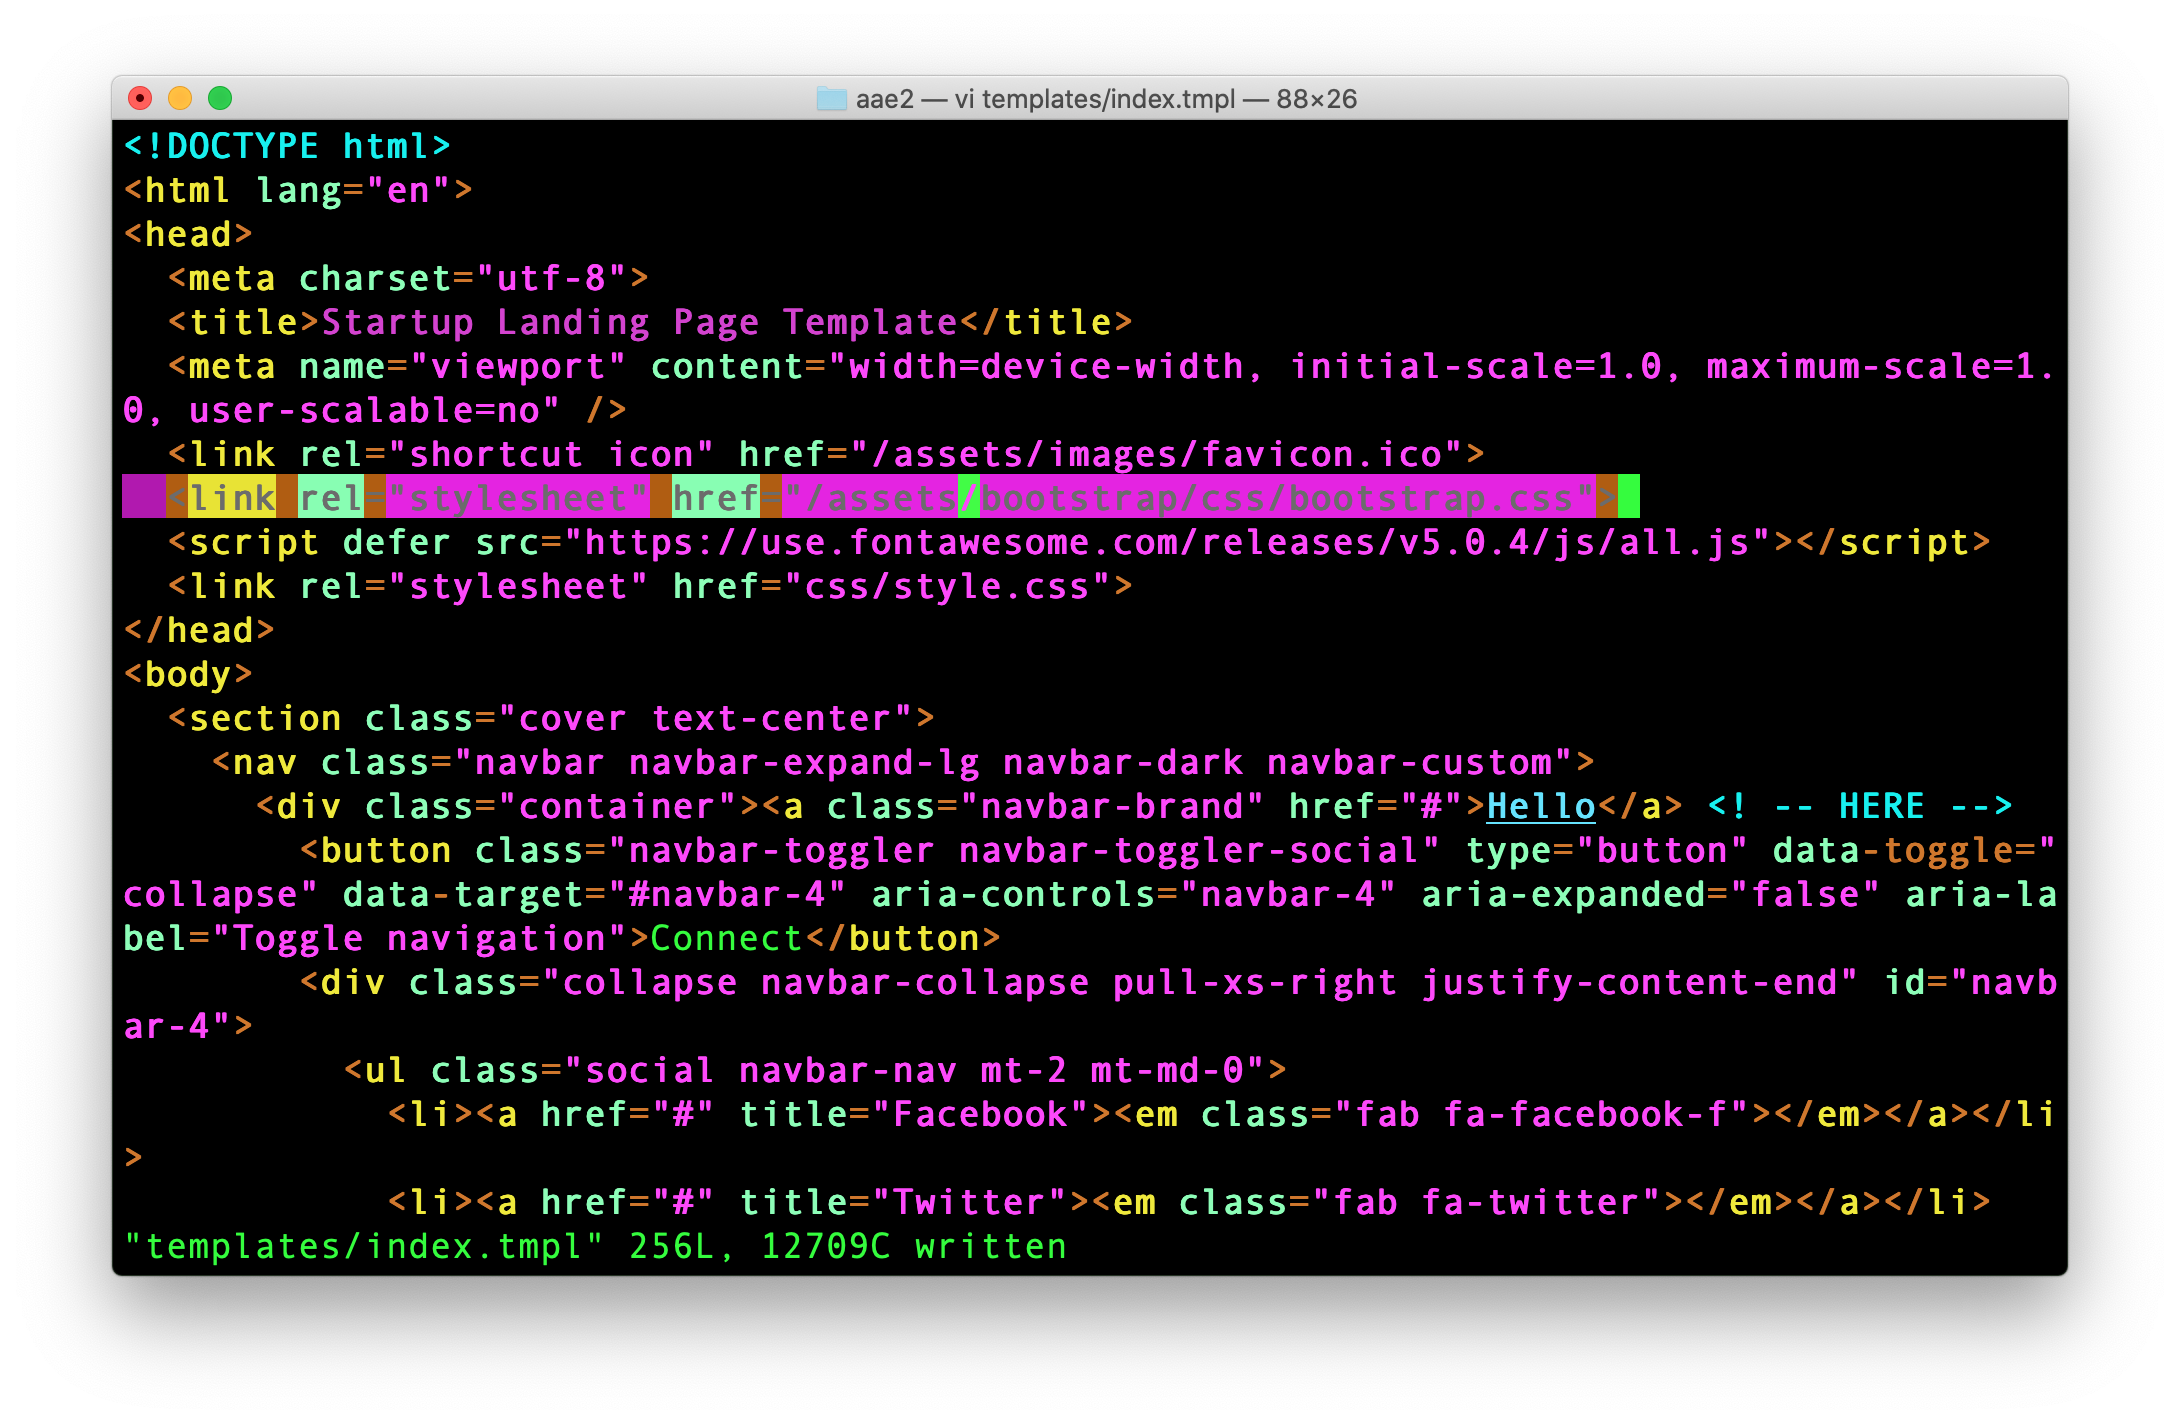 aae2 — vi templates/index.tmpl — 88×26
<!DOCTYPE html>
<html lang="en">
<head>
  <meta charset="utf-8">
  <title>Startup Landing Page Template</title>
  <meta name="viewport" content="width=device-width, initial-scale=1.0, maximum-scale=1.
0, user-scalable=no" />
  <link rel="shortcut icon" href="/assets/images/favicon.ico">
  <link rel="stylesheet" href="/assets/bootstrap/css/bootstrap.css">
  <script defer src="https://use.fontawesome.com/releases/v5.0.4/js/all.js"></script>
  <link rel="stylesheet" href="css/style.css">
</head>
<body>
  <section class="cover text-center">
    <nav class="navbar navbar-expand-lg navbar-dark navbar-custom">
      <div class="container"><a class="navbar-brand" href="#">Hello</a> <! -- HERE -->
        <button class="navbar-toggler navbar-toggler-social" type="button" data-toggle="
collapse" data-target="#navbar-4" aria-controls="navbar-4" aria-expanded="false" aria-la
bel="Toggle navigation">Connect</button>
        <div class="collapse navbar-collapse pull-xs-right justify-content-end" id="navb
ar-4">
          <ul class="social navbar-nav mt-2 mt-md-0">
            <li><a href="#" title="Facebook"><em class="fab fa-facebook-f"></em></a></li
>
            <li><a href="#" title="Twitter"><em class="fab fa-twitter"></em></a></li>
"templates/index.tmpl" 256L, 12709C written